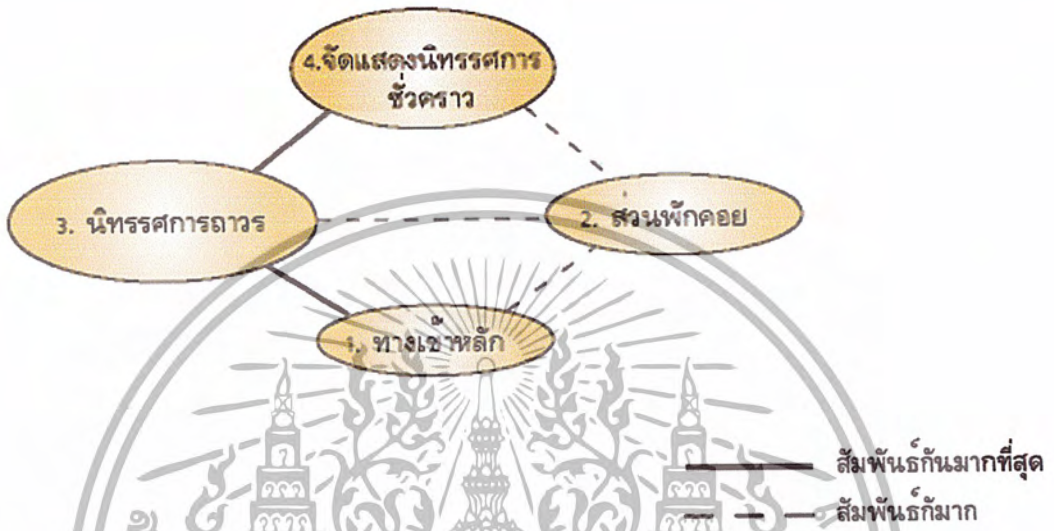 4.จัดแสดงนิทรรศการ
ชั่วคราว
3. นิทรรศการถาวร
2. ส่วนพักคอย
1. ทางเข้าหลัก
สัมพันธ์กันมากที่สุด
สัมพันธ์กัมาก